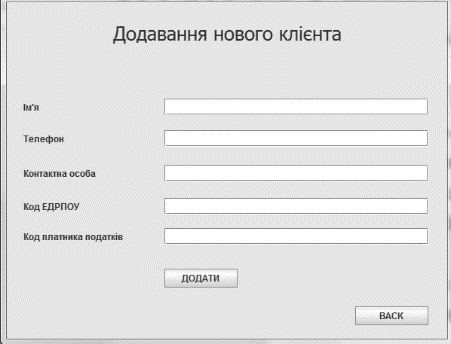 Додавання нового клієнта
Ім'я
Телефон
Контактна особа
Код ЕДРПОУ
Код платника податків
ДОДАТИ
BACK